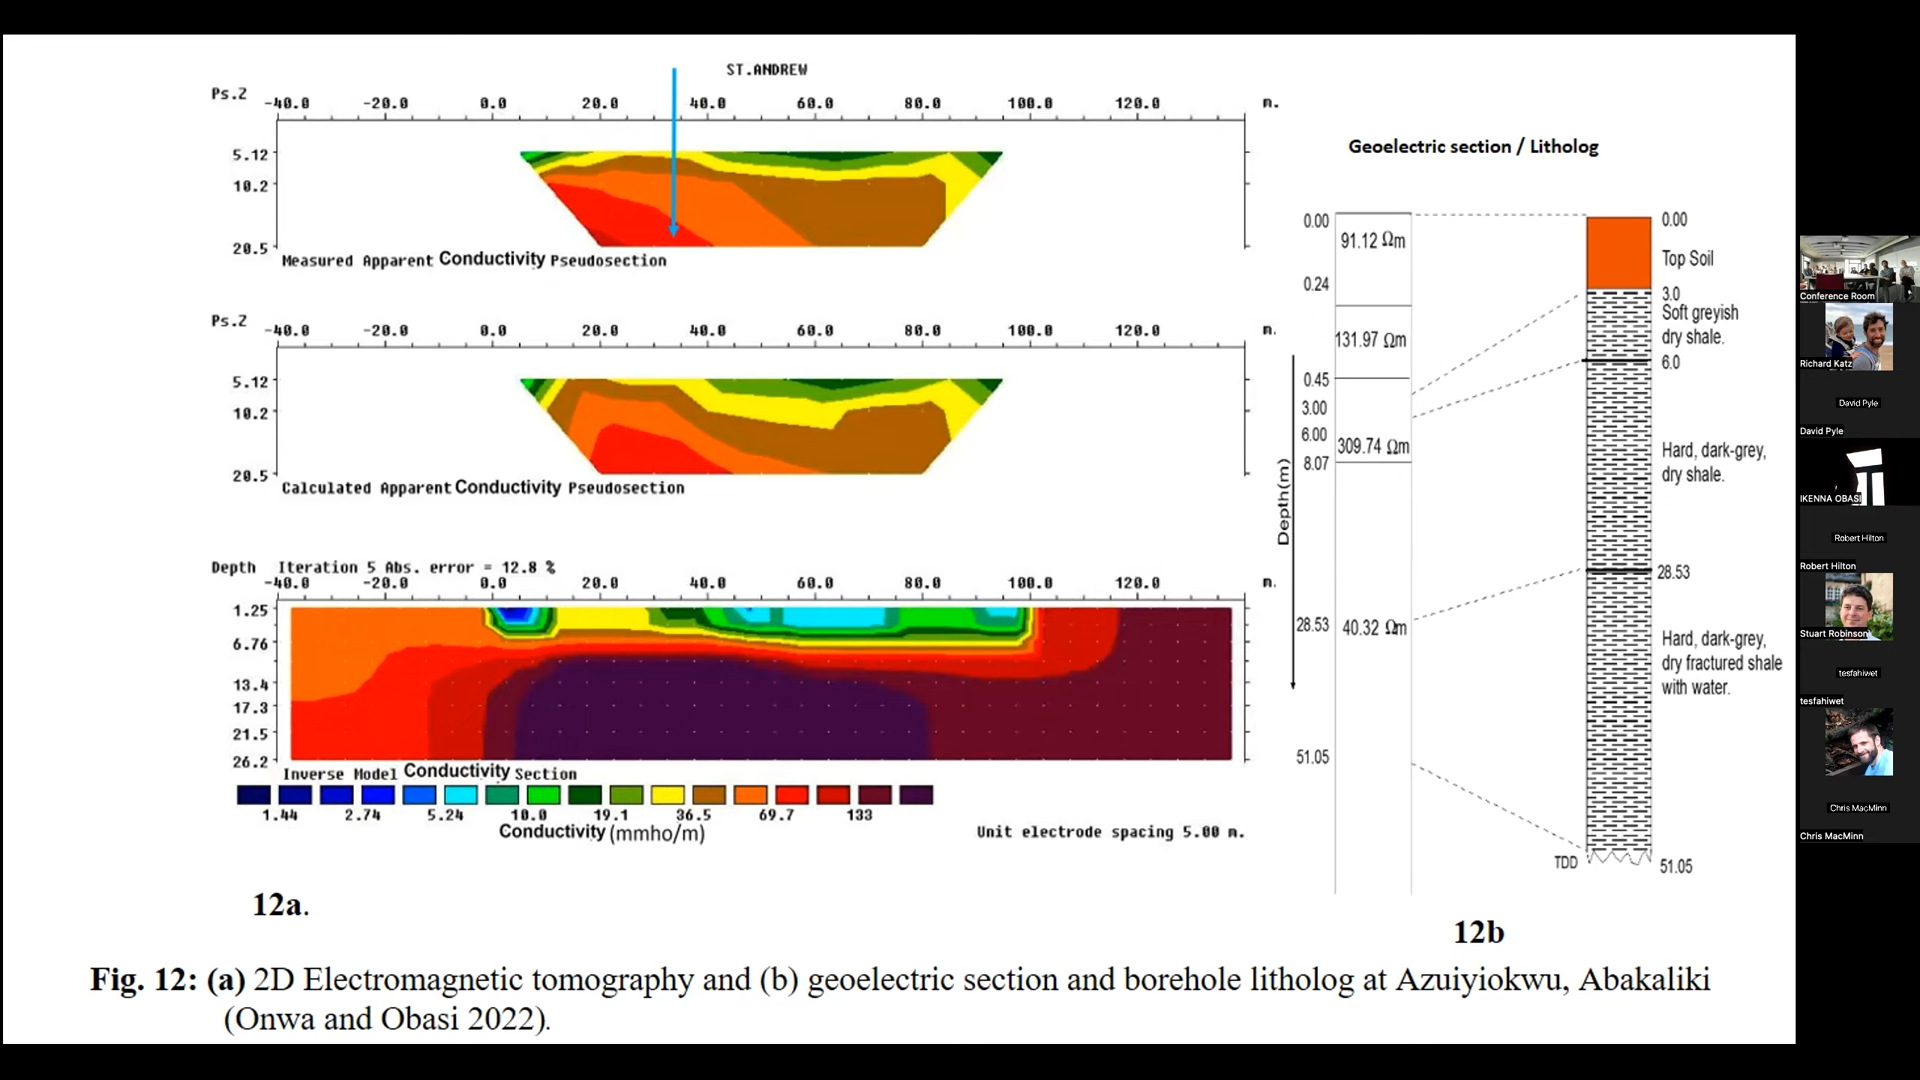 ST.ANDREW
Ps.Z
-40.0 -20.0 0.0 20.0 40.0 60.0 80.0 100.0 120.0 m.
5.12
10.2
20.5
Measured Apparent Conductivity Pseudosection
Ps.Z
-40.0 -20.0 0.0 20.0 40.0 60.0 80.0 100.0 120.0 m.
5.12
10.2
20.5
Calculated Apparent Conductivity Pseudosection
Depth Iteration 5 Abs. error = 12.8 %
-40.0 -20.0 0.0 20.0 40.0 60.0 80.0 100.0 120.0 m.
1.25
6.76
13.4
17.3
21.5
26.2
Inverse Model Conductivity Section
1.44 2.74 5.24 10.0 19.1 36.5 69.7 133
Conductivity (mmho/m)
Unit electrode spacing 5.00 m.
12a.
Geoelectric section / Litholog
Depth(m)
0.00
91.12 Ωm
0.24
131.97 Ωm
0.45
3.00
6.00
309.74 Ωm
8.07
28.53
40.32 Ωm
51.05
0.00
Top Soil
3.0
Soft greyish
dry shale.
6.0
Hard, dark-grey,
dry shale.
28.53
Hard, dark-grey,
dry fractured shale
with water.
TDD
51.05
12b
Fig. 12: (a) 2D Electromagnetic tomography and (b) geoelectric section and borehole litholog at Azuiyiokwu, Abakaliki
(Onwa and Obasi 2022).
Conference Room
Richard Katz
David Pyle
David Pyle
IKENNA OBASI
Robert Hilton
Robert Hilton
Stuart Robinson
tesfahiwet
tesfahiwet
Chris MacMinn
Chris MacMinn